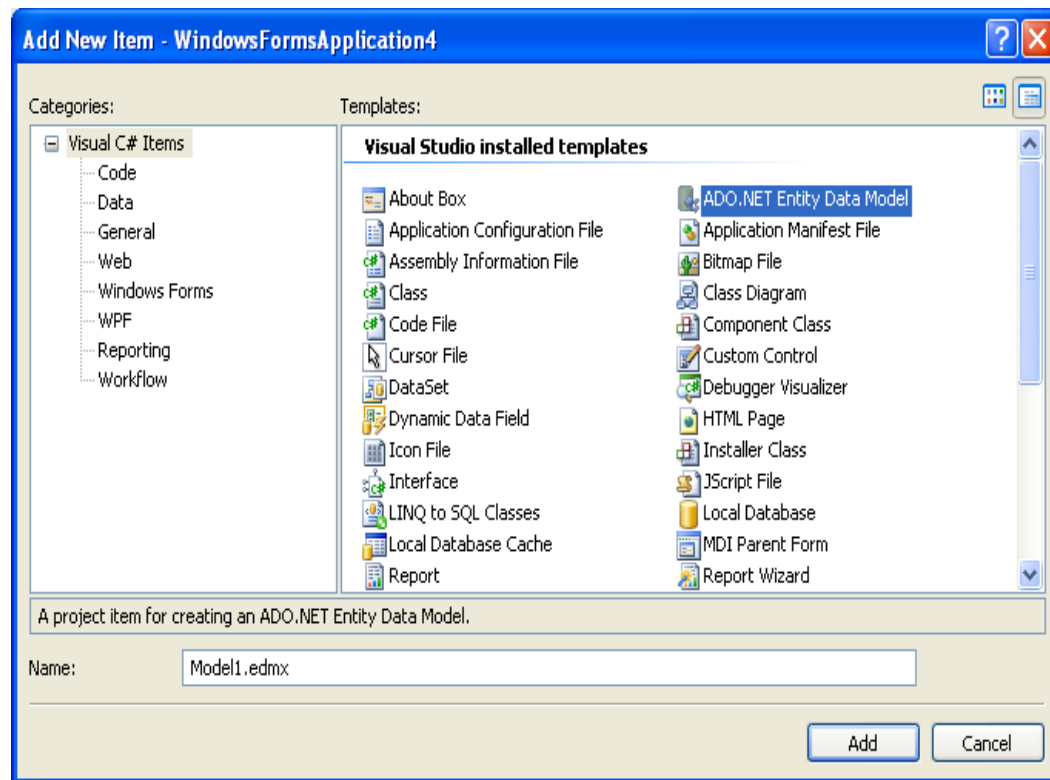 Add New Item - WindowsFormsApplication4
Categories:
Templates:
Visual C# Items
Code
Data
General
Web
Windows Forms
WPF
Reporting
Workflow
Visual Studio installed templates
About Box
ADO.NET Entity Data Model
Application Configuration File
Application Manifest File
Assembly Information File
Bitmap File
Class
Class Diagram
Code File
Component Class
Cursor File
Custom Control
DataSet
Debugger Visualizer
Dynamic Data Field
HTML Page
Icon File
Installer Class
Interface
JScript File
LINQ to SQL Classes
Local Database
Local Database Cache
MDI Parent Form
Report
Report Wizard
A project item for creating an ADO.NET Entity Data Model.
Name:
Model1.edmx
Add
Cancel